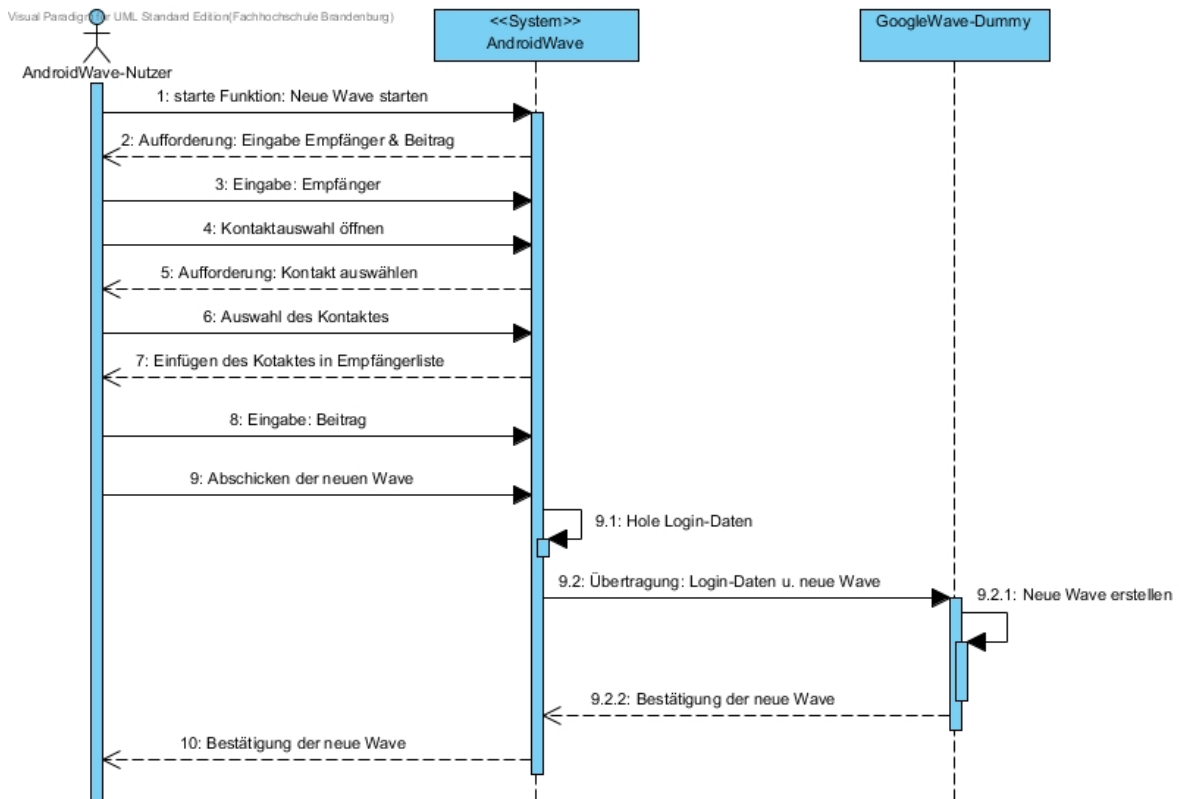 Visual Paradigm for UML Standard Edition(Fachhochschule Brandenburg)
<<System>>
AndroidWave
GoogleWave-Dummy
AndroidWave-Nutzer
1: starte Funktion: Neue Wave starten
2: Aufforderung: Eingabe Empfänger & Beitrag
3: Eingabe: Empfänger
4: Kontaktauswahl öffnen
5: Aufforderung: Kontakt auswählen
6: Auswahl des Kontaktes
7: Einfügen des Kotaktes in Empfängerliste
8: Eingabe: Beitrag
9: Abschicken der neuen Wave
9.1: Hole Login-Daten
9.2: Übertragung: Login-Daten u. neue Wave
9.2.1: Neue Wave erstellen
9.2.2: Bestätigung der neue Wave
10: Bestätigung der neue Wave